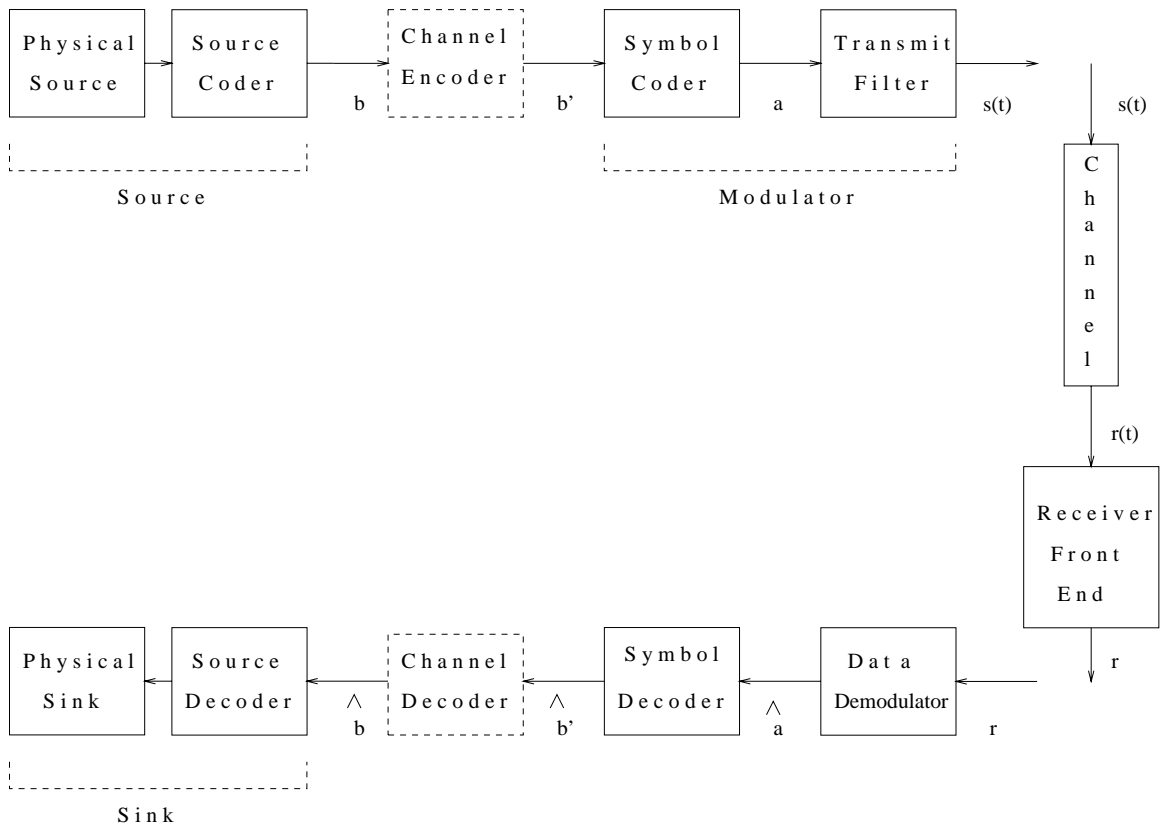 Physical
Source
Source
Coder
Channel
Encoder
Symbol
Coder
Transmit
Filter
b
b’
a
s(t)
s(t)
Source
Modulator
C
h
a
n
n
e
l
r(t)
Receiver
Front
End
r
Physical
Sink
Source
Decoder
Channel
Decoder
Symbol
Decoder
Data
Demodulator
^
b
^
b’
^
a
r
Sink